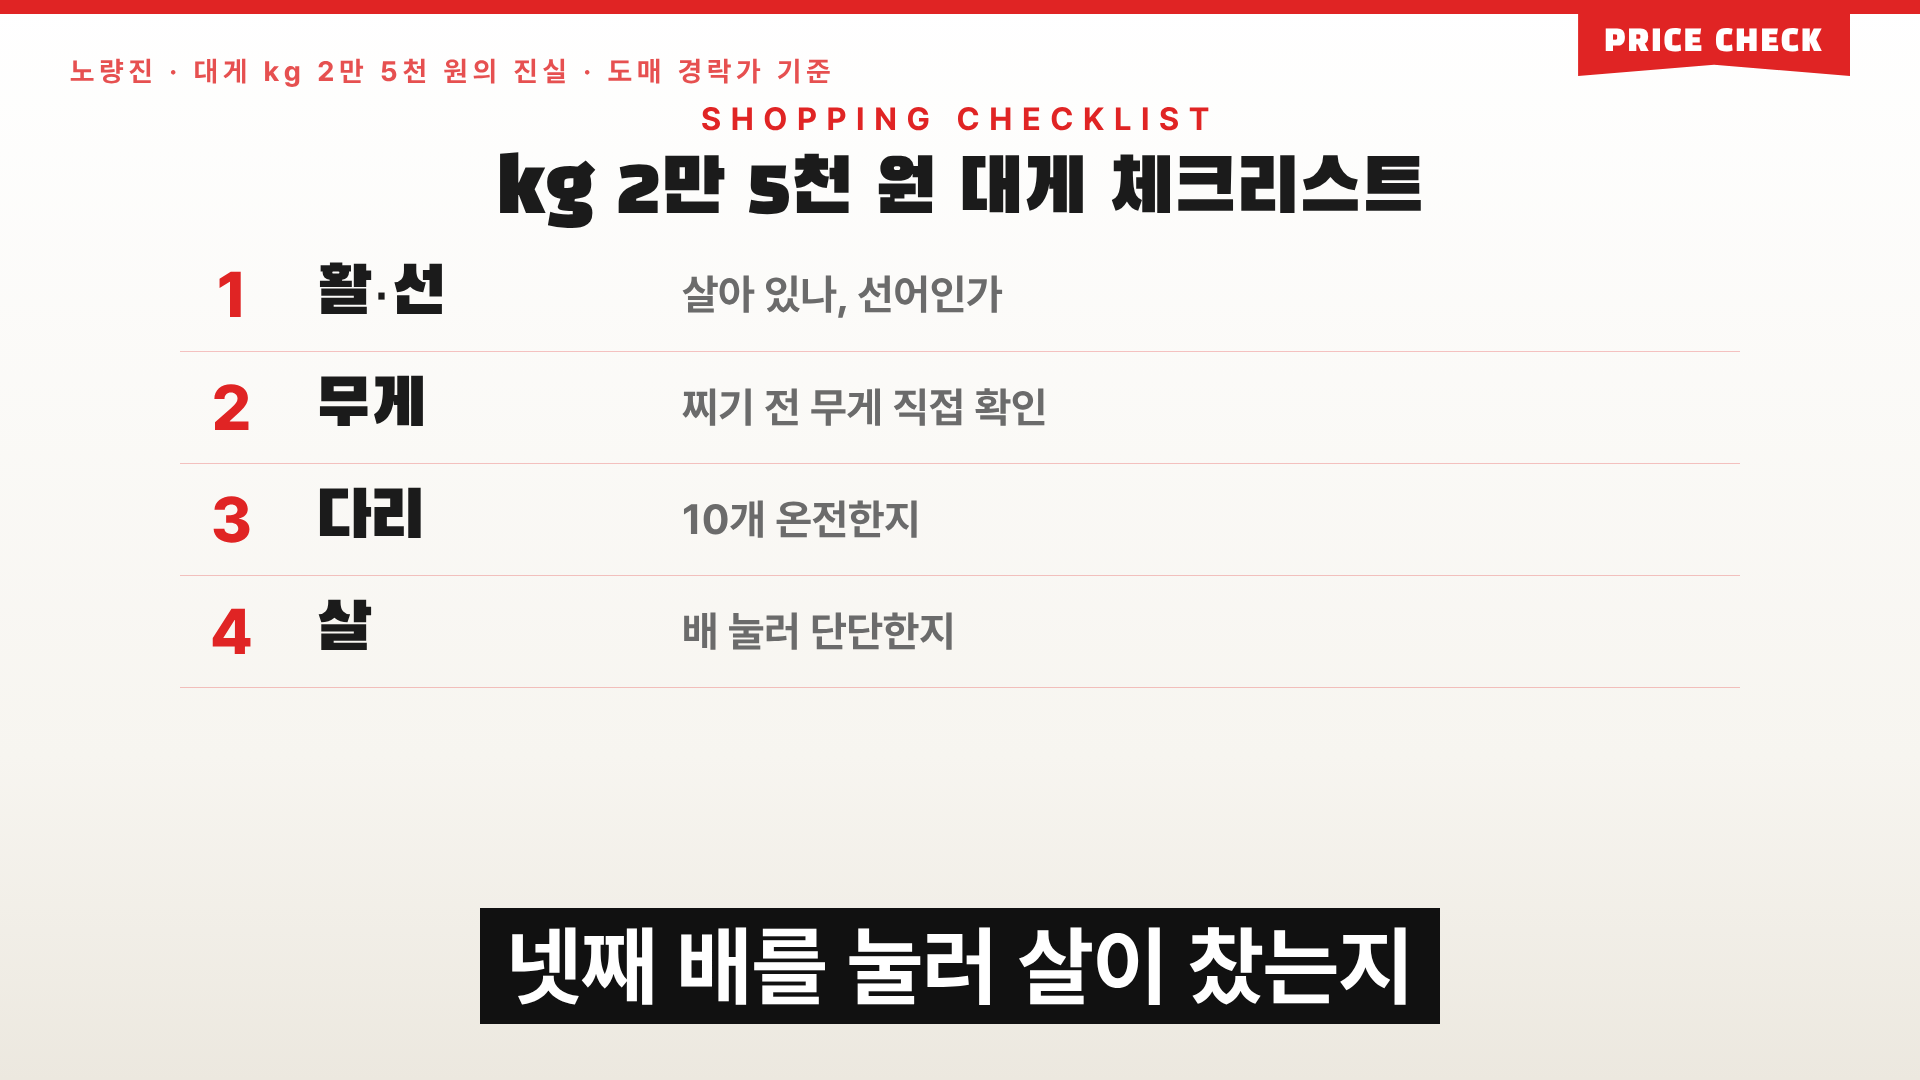 PRICE CHECK
노량진 · 대게 kg 2만 5천 원의 진실 · 도매 경락가 기준
SHOPPING CHECKLIST
kg 2만 5천 원 대게 체크리스트
1 활·선 살아 있나, 선어인가
2 무게 찌기 전 무게 직접 확인
3 다리 10개 온전한지
4 살 배 눌러 단단한지
넷째 배를 눌러 살이 찼는지